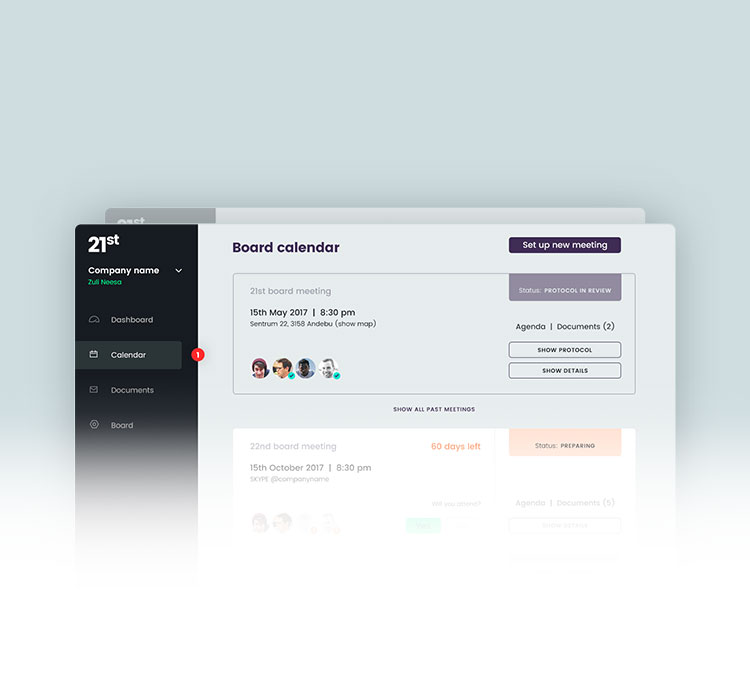 21st
21st
Company name
Zuli Neesa
Dashboard
Calendar
1
Documents
Board
Board calendar
Set up new meeting
21st board meeting
Status: PROTOCOL IN REVIEW
15th May 2017 | 8:30 pm
Sentrum 22, 3158 Andebu (show map)
Agenda | Documents (2)
SHOW PROTOCOL
SHOW DETAILS
SHOW ALL PAST MEETINGS
22nd board meeting
60 days left
Status: PREPARING
15th October 2017 | 8:30 pm
SKYPE @companyname
Will you attend?
Agenda | Documents (5)
Yes
SHOW DETAILS